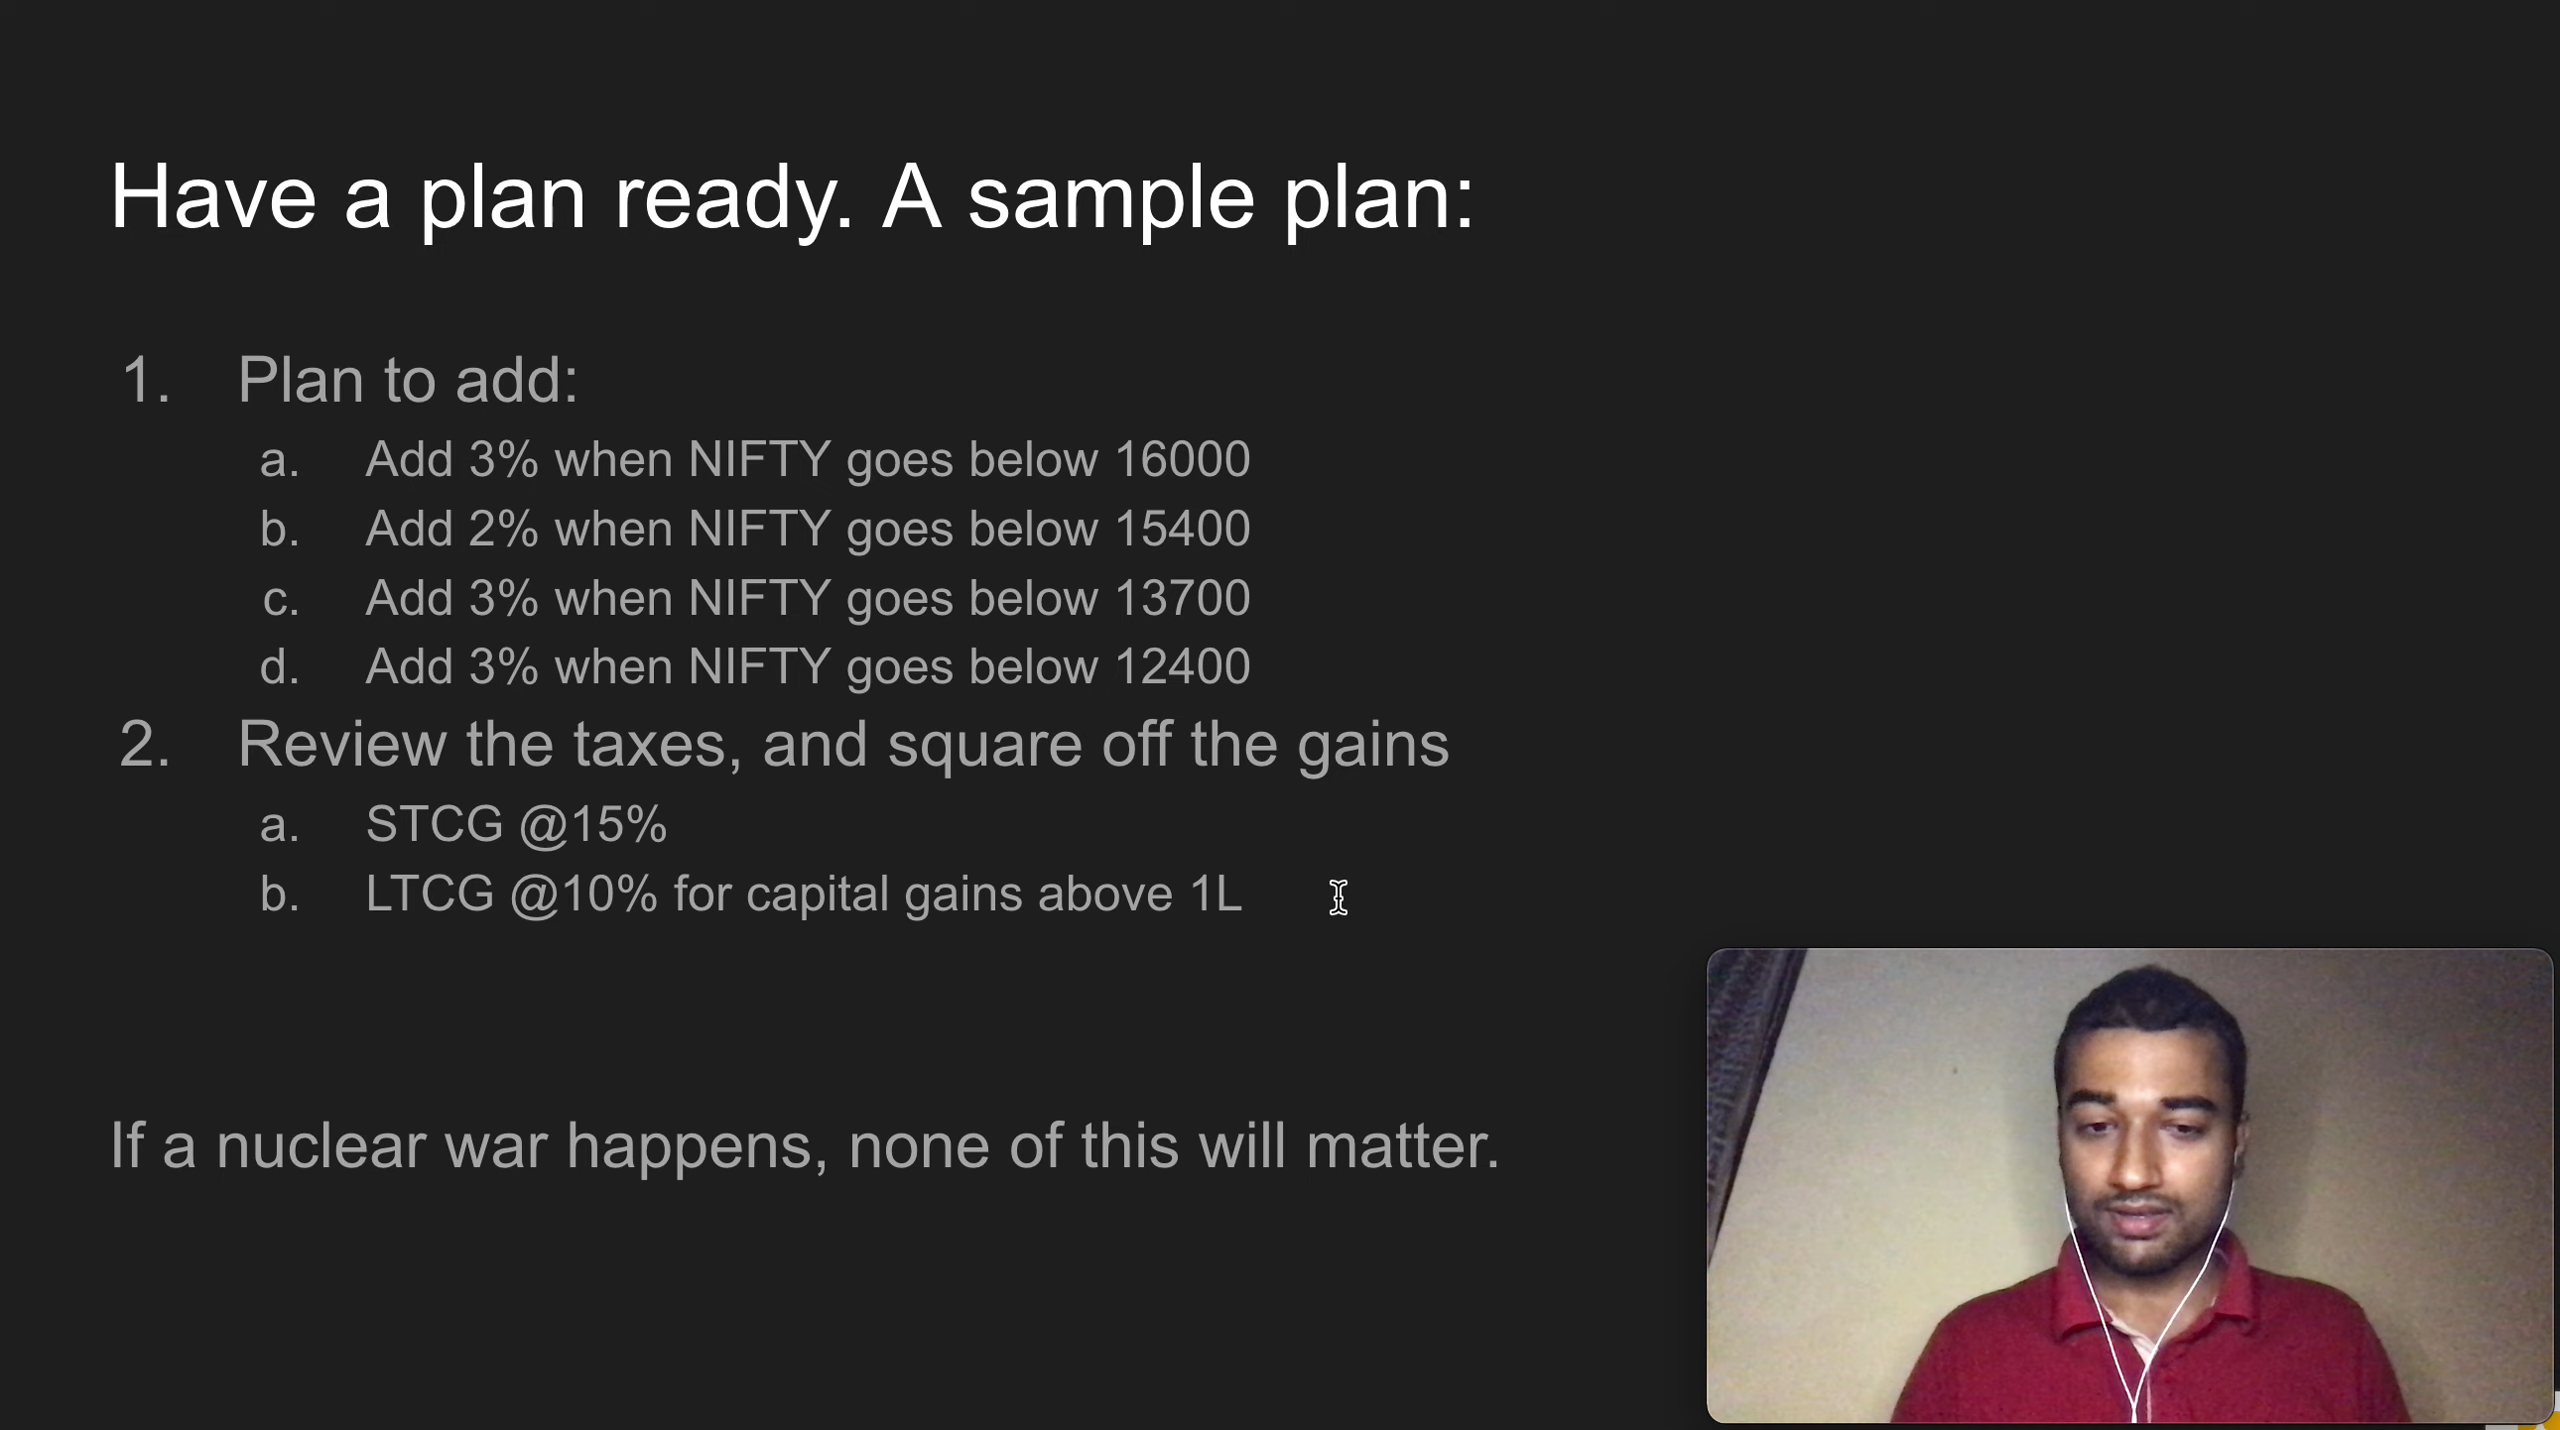 Have a plan ready. A sample plan:
1. Plan to add:
a. Add 3% when NIFTY goes below 16000
b. Add 2% when NIFTY goes below 15400
c. Add 3% when NIFTY goes below 13700
d. Add 3% when NIFTY goes below 12400
2. Review the taxes, and square off the gains
a. STCG @15%
b. LTCG @10% for capital gains above 1L
If a nuclear war happens, none of this will matter.